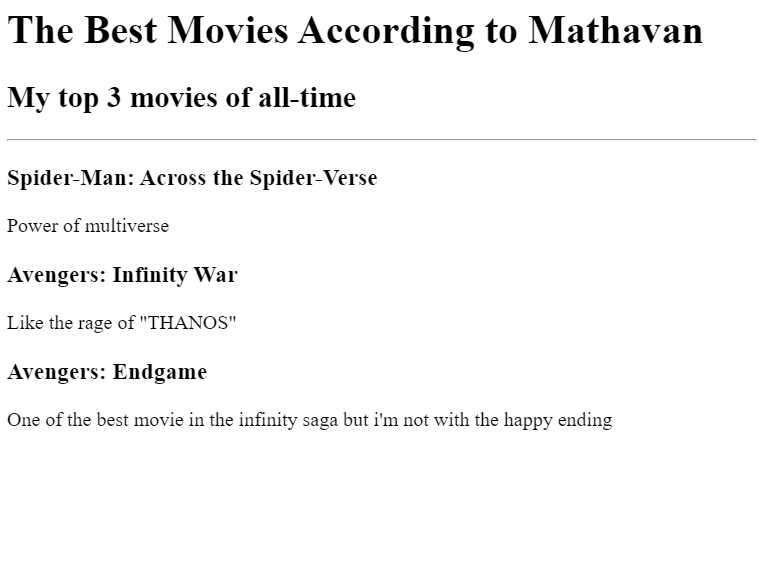 The Best Movies According to Mathavan
My top 3 movies of all-time
Spider-Man: Across the Spider-Verse
Power of multiverse
Avengers: Infinity War
Like the rage of "THANOS"
Avengers: Endgame
One of the best movie in the infinity saga but i'm not with the happy ending